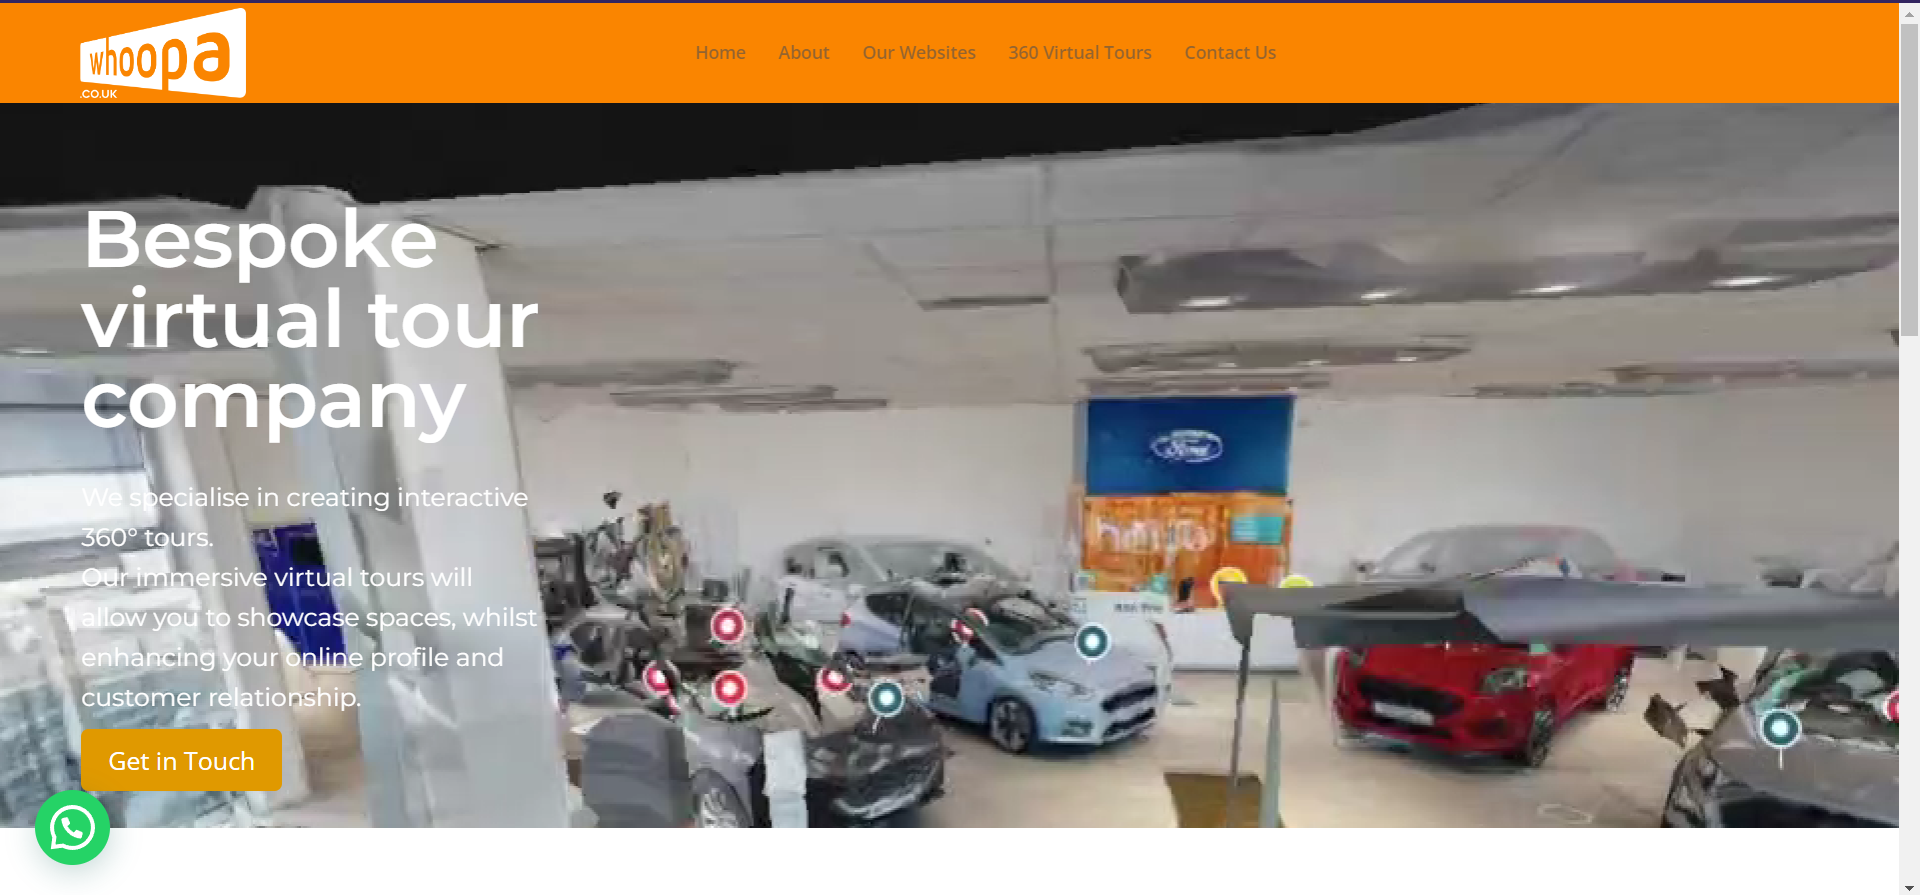 whoopa
.CO.UK
Home
About
Our Websites
360 Virtual Tours
Contact Us
Bespoke
virtual tour
company
We specialise in creating interactive
360° tours.
Our immersive virtual tours will
allow you to showcase spaces, whilst
enhancing your online profile and
customer relationship.
Get in Touch
Ford